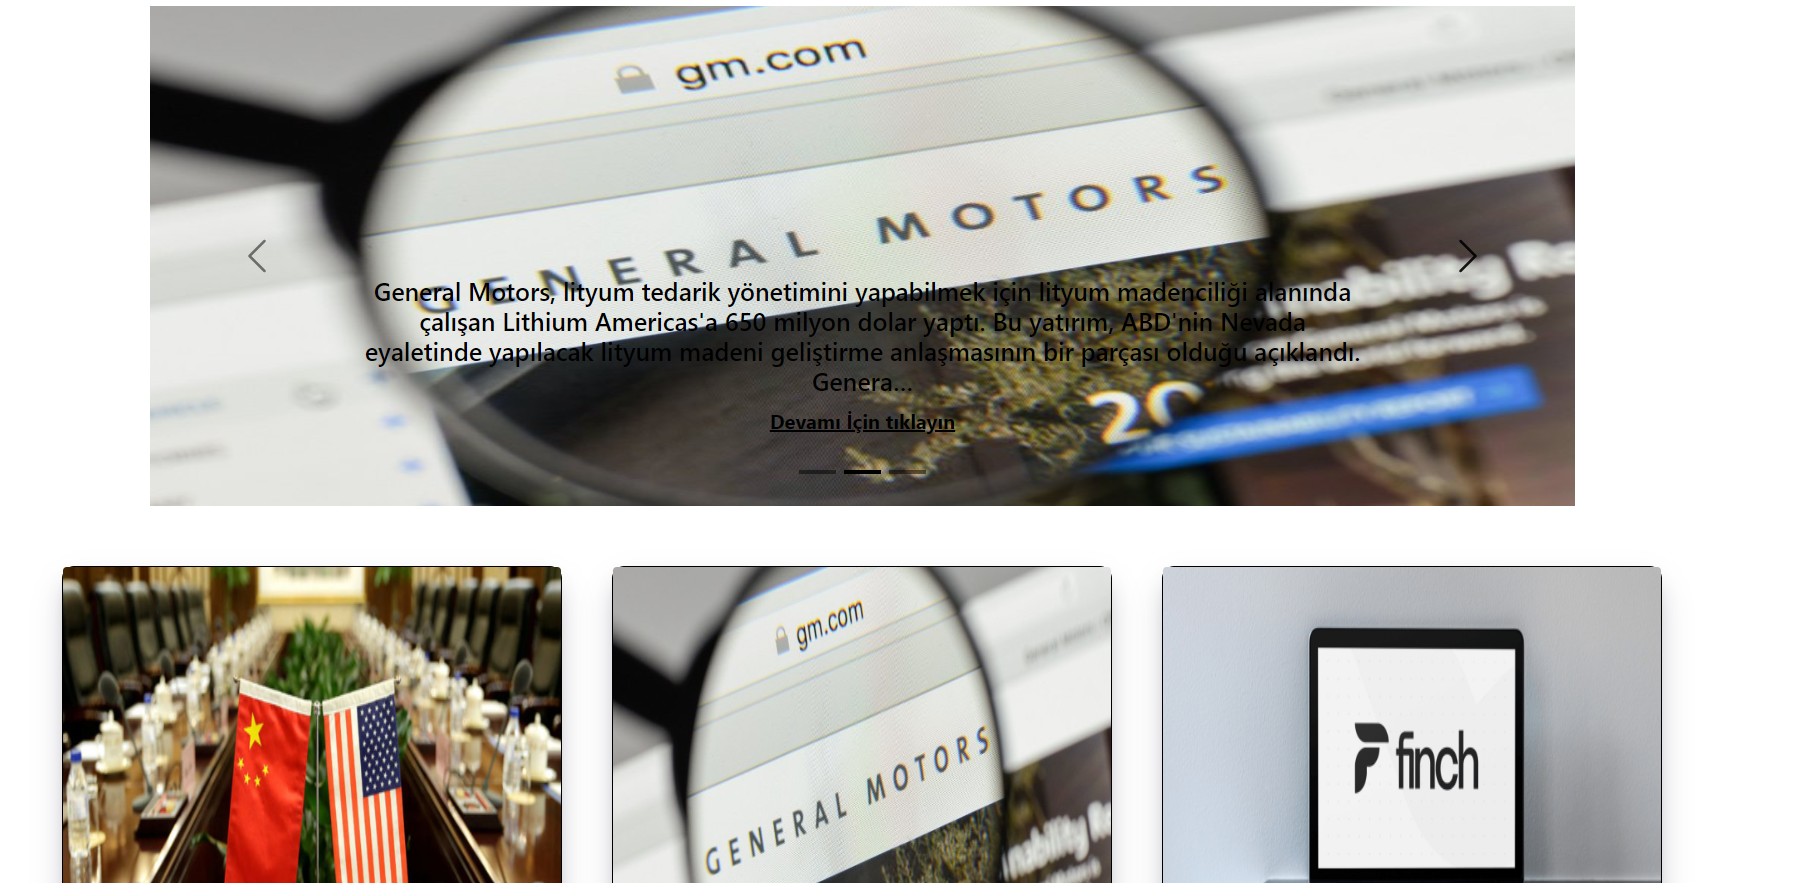 gm.com
GENERAL MOTORS
General Motors, lityum tedarik yönetimini yapabilmek için lityum madenciliği alanında
çalışan Lithium Americas'a 650 milyon dolar yaptı. Bu yatırım, ABD'nin Nevada
eyaletinde yapılacak lityum madeni geliştirme anlaşmasının bir parçası olduğu açıklandı.
Genera...
20
Devamı İçin tıklayın
gm.com
GENERAL MOTORS
finch